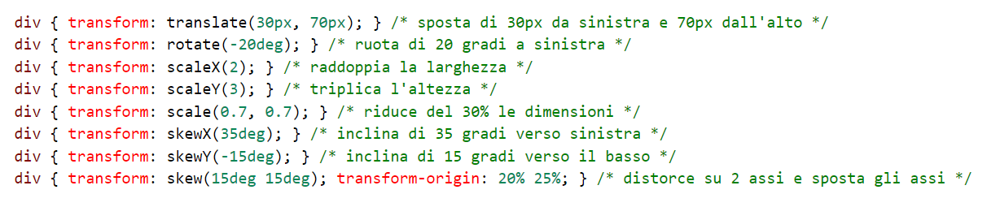 div { transform: translate(30px, 70px); } /* sposta di 30px da sinistra e 70px dall'alto */
div { transform: rotate(-20deg); } /* ruota di 20 gradi a sinistra */
div { transform: scaleX(2); } /* raddoppia la larghezza */
div { transform: scaleY(3); } /* triplica l'altezza */
div { transform: scale(0.7, 0.7); } /* riduce del 30% le dimensioni */
div { transform: skewX(35deg); } /* inclina di 35 gradi verso sinistra */
div { transform: skewY(-15deg); } /* inclina di 15 gradi verso il basso */
div { transform: skew(15deg 15deg); transform-origin: 20% 25%; } /* distorce su 2 assi e sposta gli assi */